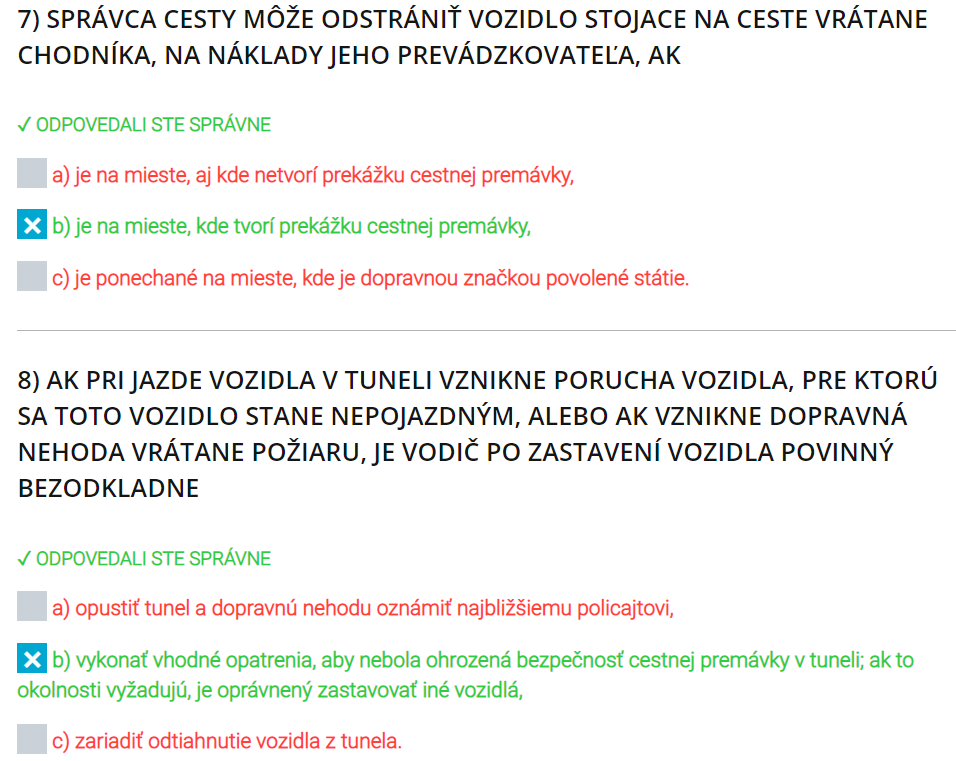 7) SPRÁVCA CESTY MÔŽE ODSTRÁNIŤ VOZIDLO STOJACE NA CESTE VRÁTANE
CHODNÍKA, NA NÁKLADY JEHO PREVÁDZKOVATEĽA, AK
✓ ODPOVEDALI STE SPRÁVNE
a) je na mieste, aj kde netvorí prekážku cestnej premávky,
b) je na mieste, kde tvorí prekážku cestnej premávky,
c) je ponechané na mieste, kde je dopravnou značkou povolené státie.
8) AK PRI JAZDE VOZIDLA V TUNELI VZNIKNE PORUCHA VOZIDLA, PRE KTORÚ
SA TOTO VOZIDLO STANE NEPOJAZDNÝM, ALEBO AK VZNIKNE DOPRAVNÁ
NEHODA VRÁTANE POŽIARU, JE VODIČ PO ZASTAVENÍ VOZIDLA POVINNÝ
BEZODKLADNE
✓ ODPOVEDALI STE SPRÁVNE
a) opustiť tunel a dopravnú nehodu oznámiť najbližšiemu policajtovi,
b) vykonať vhodné opatrenia, aby nebola ohrozená bezpečnosť cestnej premávky v tuneli; ak to
okolnosti vyžadujú, je oprávnený zastavovať iné vozidlá,
c) zariadiť odtiahnutie vozidla z tunela.